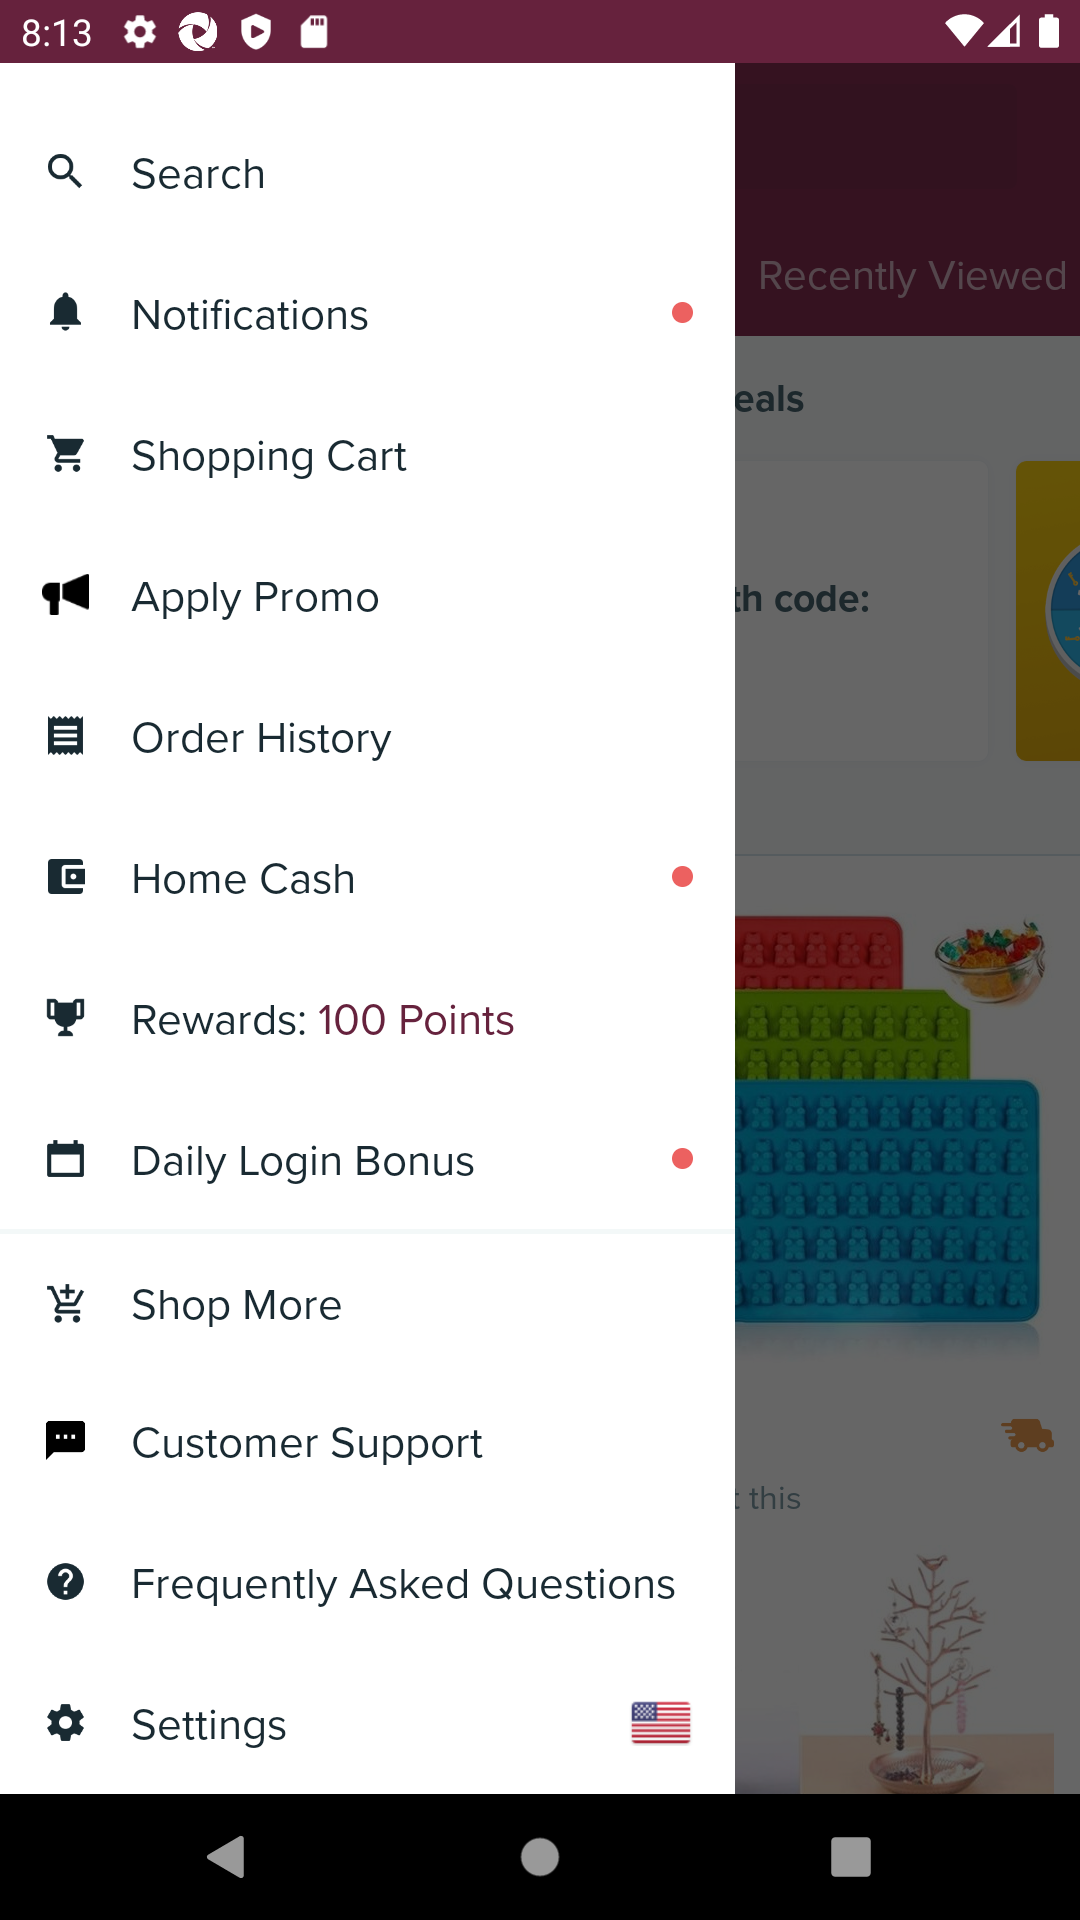 8:13
Search
Recently Viewed
Notifications
eals
Shopping Cart
Apply Promo
th code:
Order History
Home Cash
Rewards: 100 Points
Daily Login Bonus
Shop More
Customer Support
t this
Frequently Asked Questions
Settings